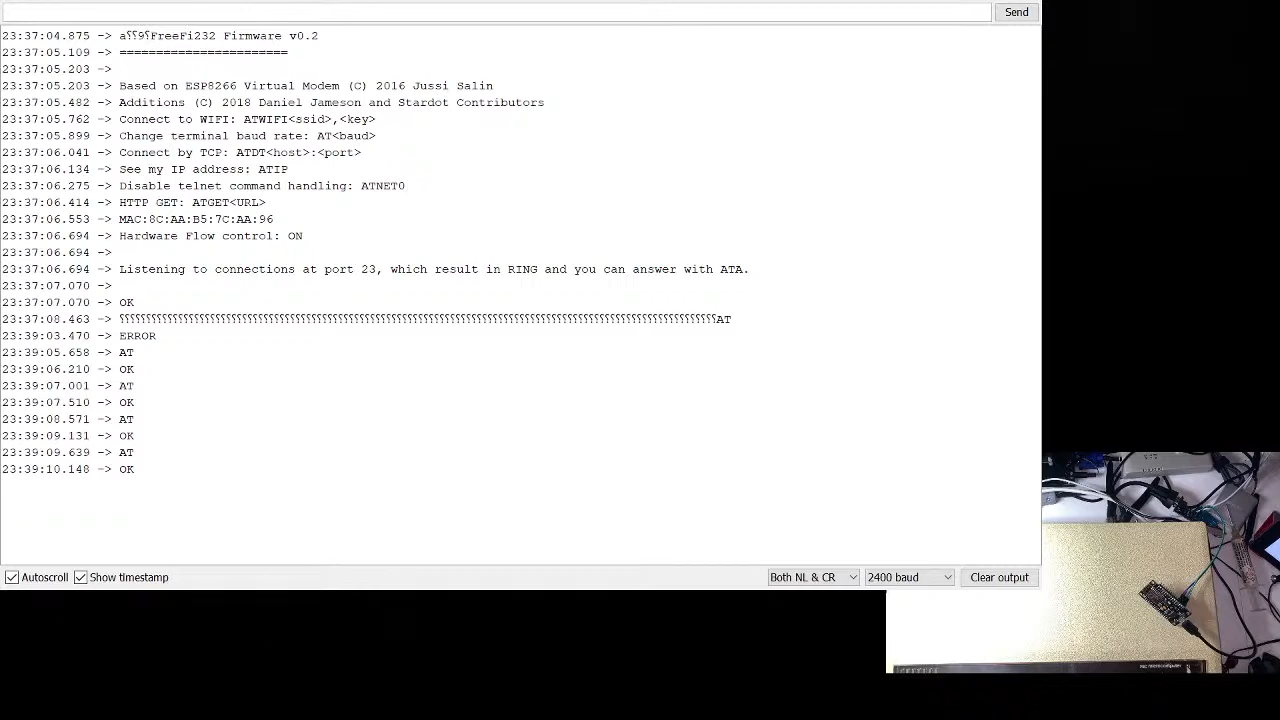 Send
23:37:04.875 -> a⸮⸮9⸮FreeFi232 Firmware v0.2
23:37:05.109 -> =======================
23:37:05.203 ->
23:37:05.203 -> Based on ESP8266 Virtual Modem (C) 2016 Jussi Salin
23:37:05.482 -> Additions (C) 2018 Daniel Jameson and Stardot Contributors
23:37:05.762 -> Connect to WIFI: ATWIFI<ssid>,<key>
23:37:05.899 -> Change terminal baud rate: AT<baud>
23:37:06.041 -> Connect by TCP: ATDT<host>:<port>
23:37:06.134 -> See my IP address: ATIP
23:37:06.275 -> Disable telnet command handling: ATNET0
23:37:06.414 -> HTTP GET: ATGET<URL>
23:37:06.553 -> MAC:8C:AA:B5:7C:AA:96
23:37:06.694 -> Hardware Flow control: ON
23:37:06.694 ->
23:37:06.694 -> Listening to connections at port 23, which result in RING and you can answer with ATA.
23:37:07.070 ->
23:37:07.070 -> OK
23:37:08.463 -> ⸮⸮⸮⸮⸮⸮⸮⸮⸮⸮⸮⸮⸮⸮⸮⸮⸮⸮⸮⸮⸮⸮⸮⸮⸮⸮⸮⸮⸮⸮⸮⸮⸮⸮⸮⸮⸮⸮⸮⸮⸮⸮⸮⸮⸮⸮⸮⸮⸮⸮⸮⸮⸮⸮⸮⸮⸮⸮⸮⸮⸮⸮⸮⸮⸮⸮⸮⸮⸮⸮⸮⸮⸮⸮⸮⸮⸮⸮⸮⸮⸮⸮⸮⸮⸮⸮⸮⸮⸮⸮⸮⸮⸮⸮⸮⸮⸮⸮⸮⸮⸮⸮⸮⸮⸮⸮⸮⸮⸮⸮⸮⸮AT
23:39:03.470 -> ERROR
23:39:05.658 -> AT
23:39:06.210 -> OK
23:39:07.001 -> AT
23:39:07.510 -> OK
23:39:08.571 -> AT
23:39:09.131 -> OK
23:39:09.639 -> AT
23:39:10.148 -> OK
Autoscroll Show timestamp Both NL & CR 2400 baud Clear output